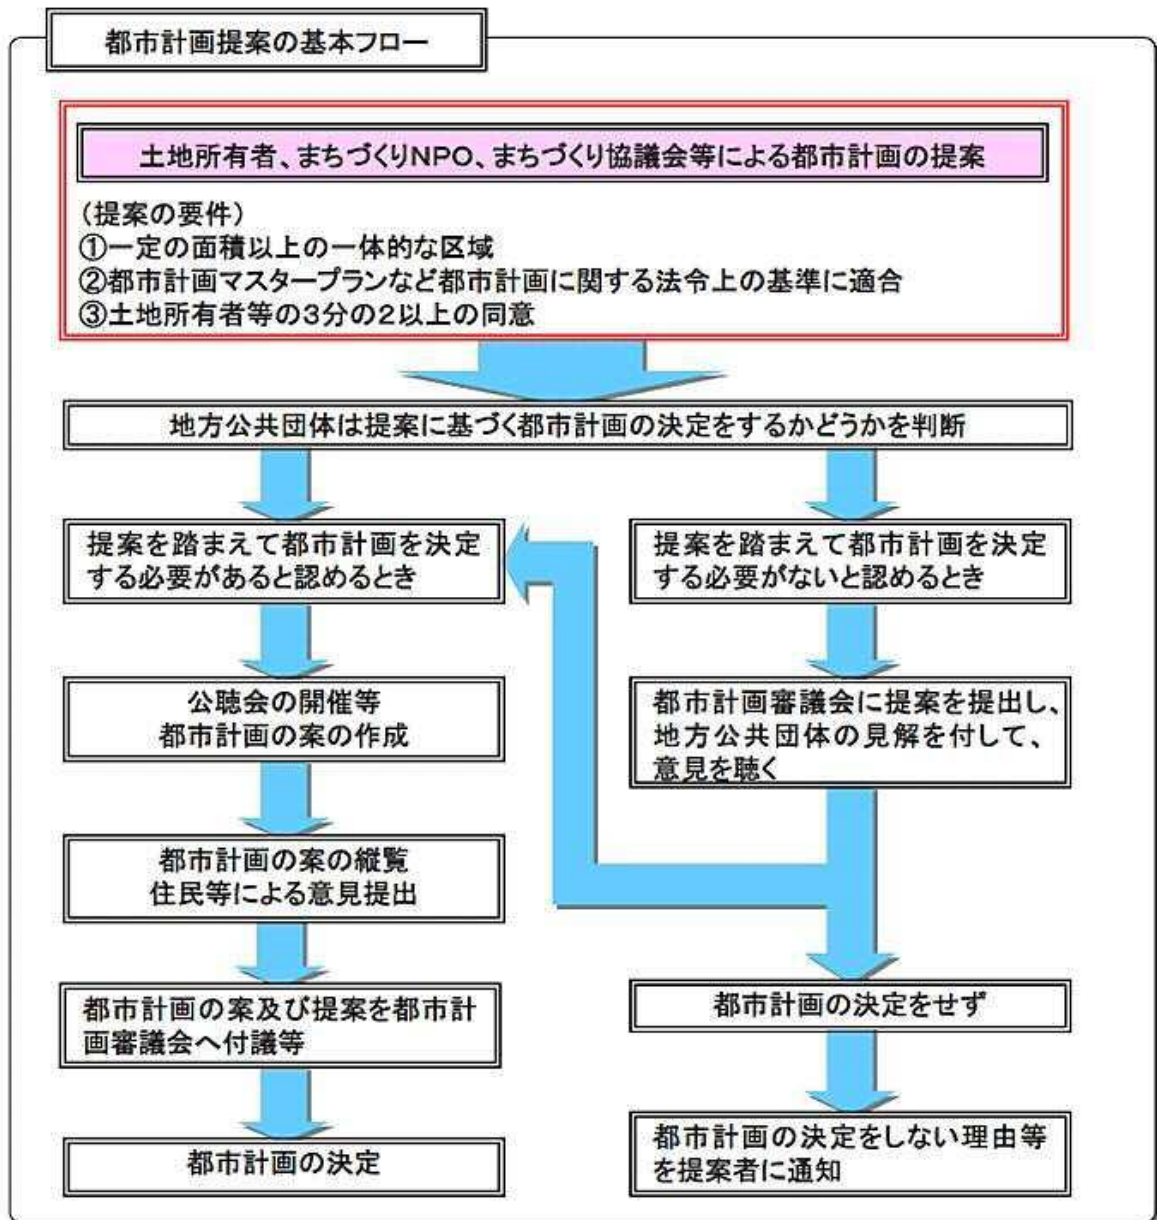 都市計画提案の基本フロー
土地所有者、まちづくりNPO、まちづくり協議会等による都市計画の提案
(提案の要件)
①一定の面積以上の一体的な区域
②都市計画マスタープランなど都市計画に関する法令上の基準に適合
③土地所有者等の3分の2以上の同意
地方公共団体は提案に基づく都市計画の決定をするかどうかを判断
提案を踏まえて都市計画を決定
する必要があると認めるとき
公聴会の開催等
都市計画の案の作成
都市計画の案の縦覧
住民等による意見提出
都市計画の案及び提案を都市計
画審議会へ付議等
都市計画の決定
提案を踏まえて都市計画を決定
する必要がないと認めるとき
都市計画審議会に提案を提出し、
地方公共団体の見解を付して、
意見を聴く
都市計画の決定をせず
都市計画の決定をしない理由等
を提案者に通知